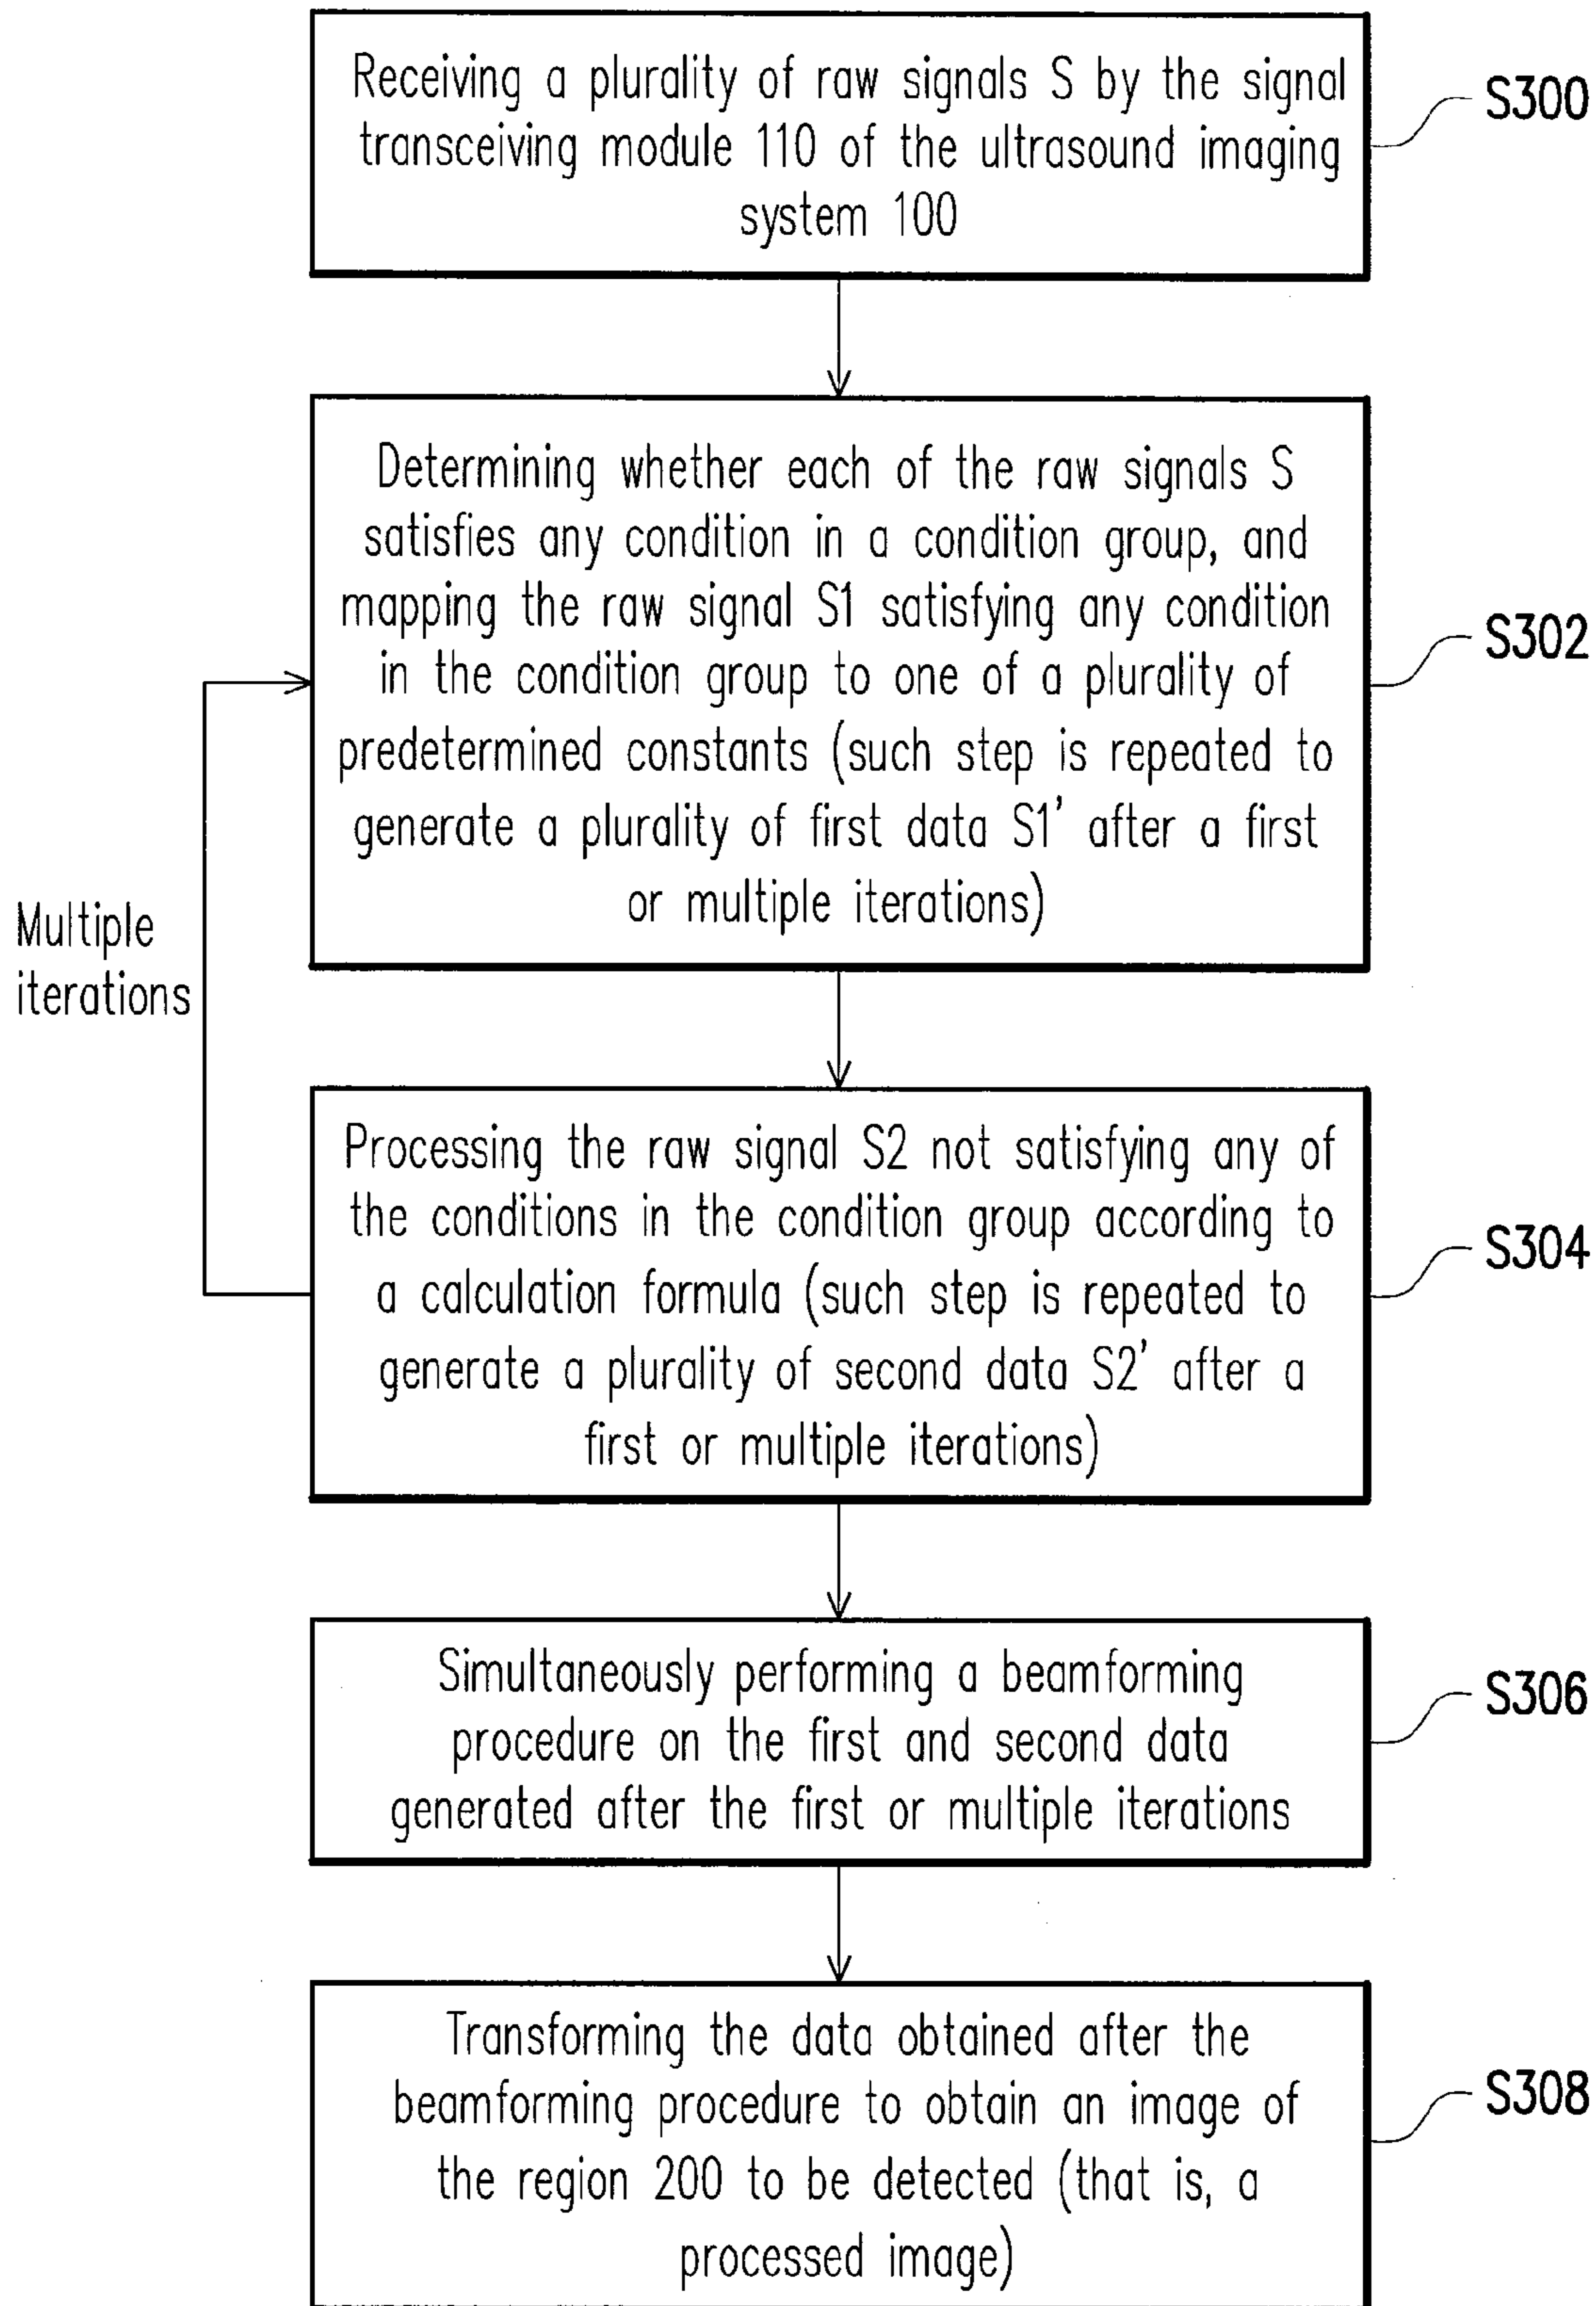 Receiving a plurality of raw signals S by the signal
transceiving module 110 of the ultrasound imaging
system 100
S300
Determining whether each of the raw signals S
satisfies any condition in a condition group, and
mapping the raw signal S1 satisfying any condition
in the condition group to one of a plurality of
predetermined constants (such step is repeated to
generate a plurality of first data S1' after a first
or multiple iterations)
S302
Multiple
iterations
Processing the raw signal S2 not satisfying any of
the conditions in the condition group according to
a calculation formula (such step is repeated to
generate a plurality of second data S2' after a
first or multiple iterations)
S304
Simultaneously performing a beamforming
procedure on the first and second data
generated after the first or multiple iterations
S306
Transforming the data obtained after the
beamforming procedure to obtain an image of
the region 200 to be detected (that is, a
processed image)
S308